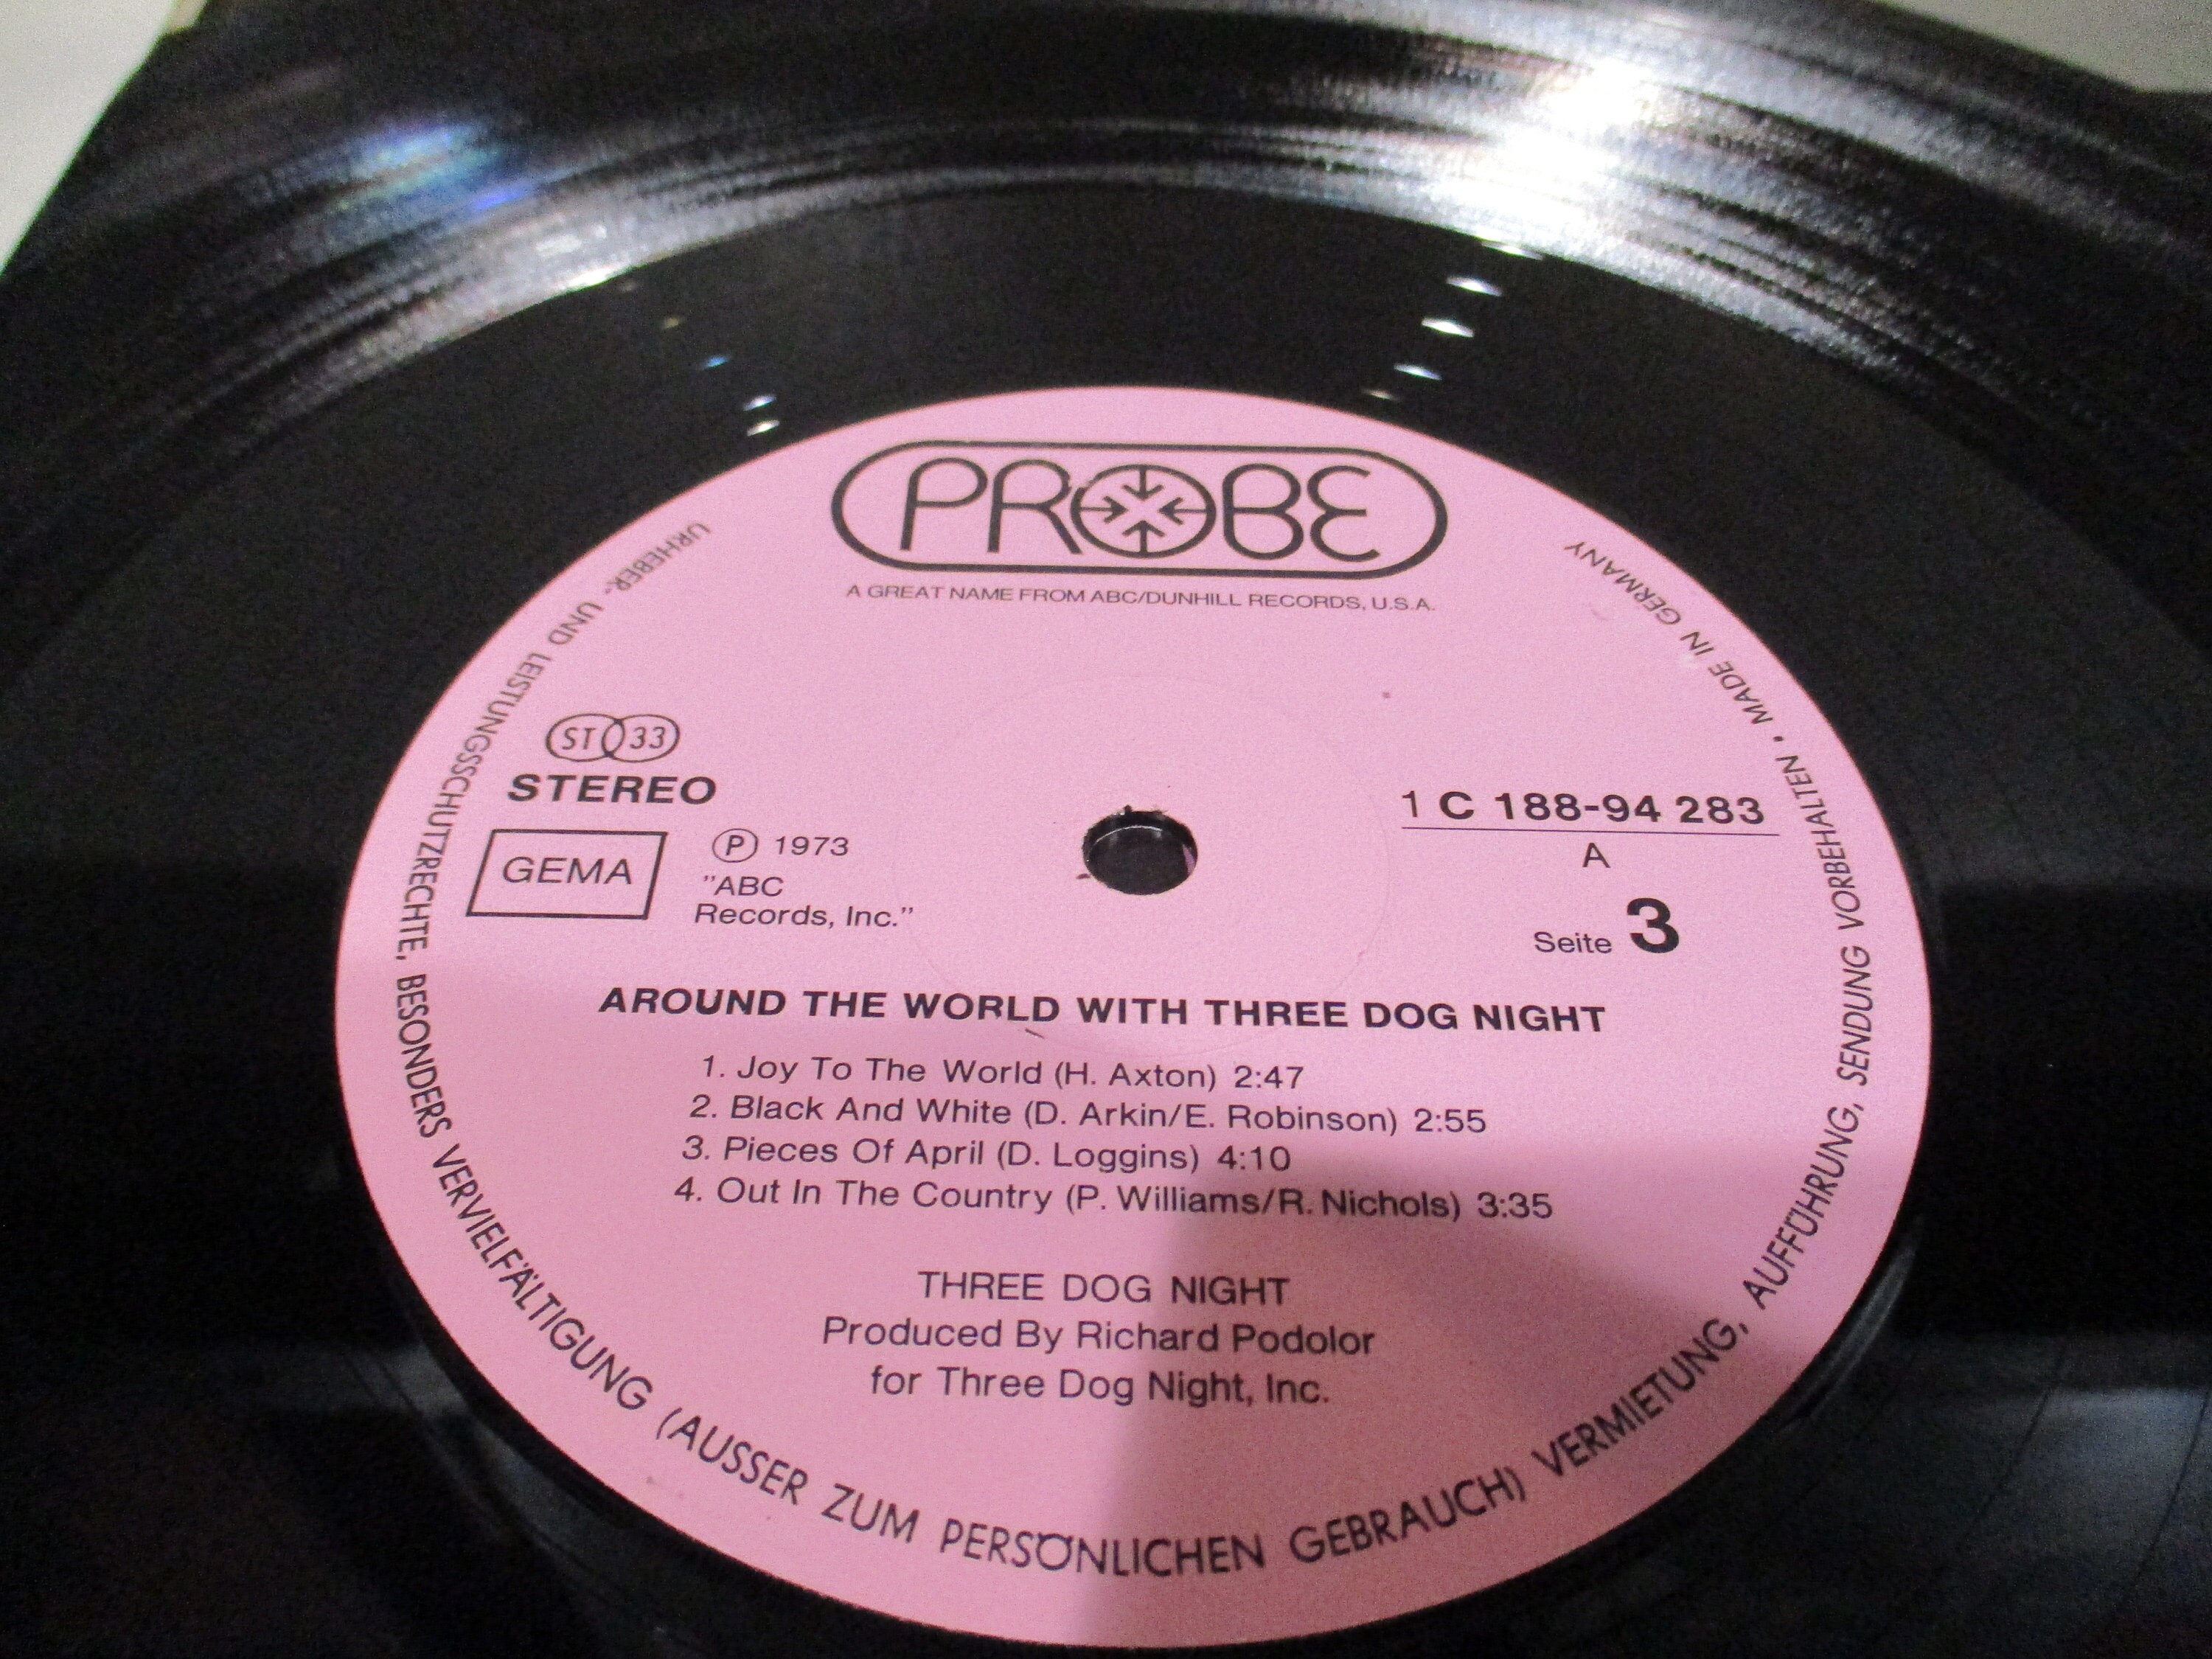 PROBE
A GREAT NAME FROM ABC/DUNHILL RECORDS, U.S.A.
ST 33
STEREO
GEMA
Ⓟ 1973
"ABC
Records, Inc."
1 C 188-94 283
A
Seite 3
AROUND THE WORLD WITH THREE DOG NIGHT
1. Joy To The World (H. Axton) 2:47
2. Black And White (D. Arkin/E. Robinson) 2:55
3. Pieces Of April (D. Loggins) 4:10
4. Out In The Country (P. Williams/R. Nichols) 3:35
THREE DOG NIGHT
Produced By Richard Podolor
for Three Dog Night, Inc.
URHEBER- UND LEISTUNGSSCHUTZRECHTE, BESONDERS VERVIELFÄLTIGUNG (AUSSER ZUM PERSÖNLICHEN GEBRAUCH) VERMIETUNG, AUFFÜHRUNG, SENDUNG VORBEHALTEN • MADE IN GERMANY